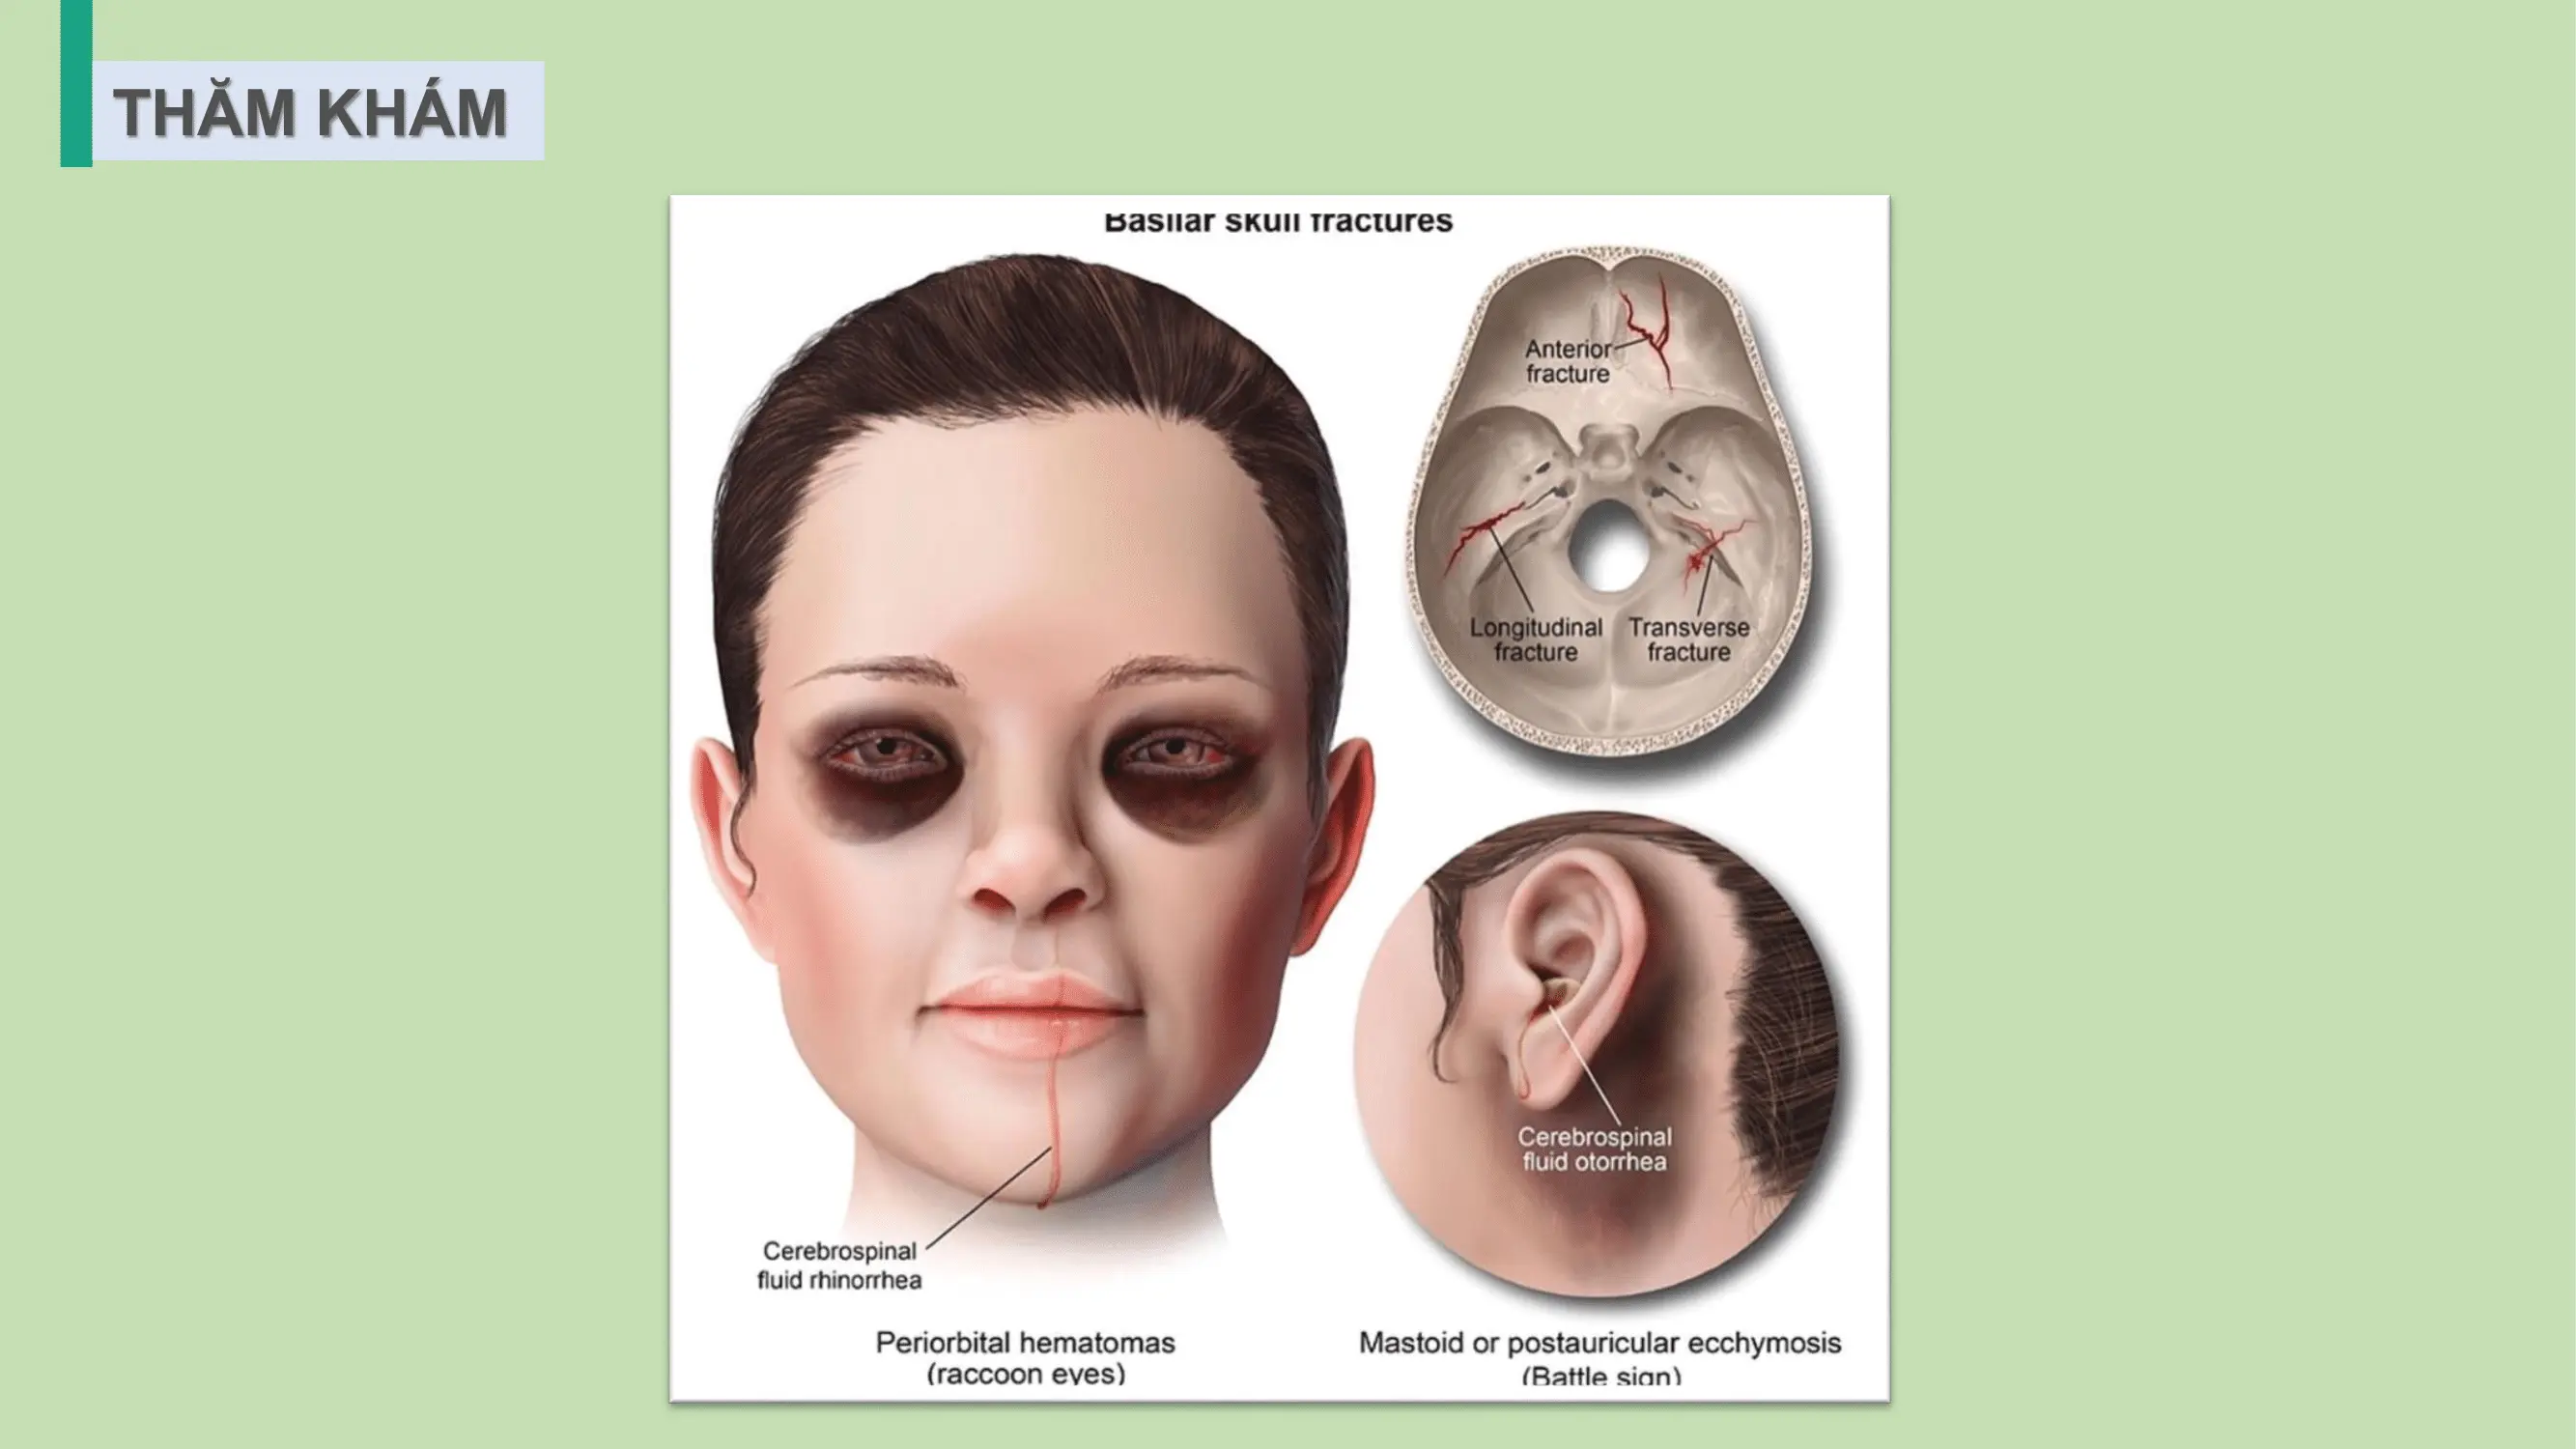 THĂM KHÁM
Basilar skull fractures
Anterior
fracture
Longitudinal
fracture
Transverse
fracture
Cerebrospinal
fluid otorrhea
Cerebrospinal
fluid rhinorrhea
Periorbital hematomas
(raccoon eyes)
Mastoid or postauricular ecchymosis
(Battle sign)